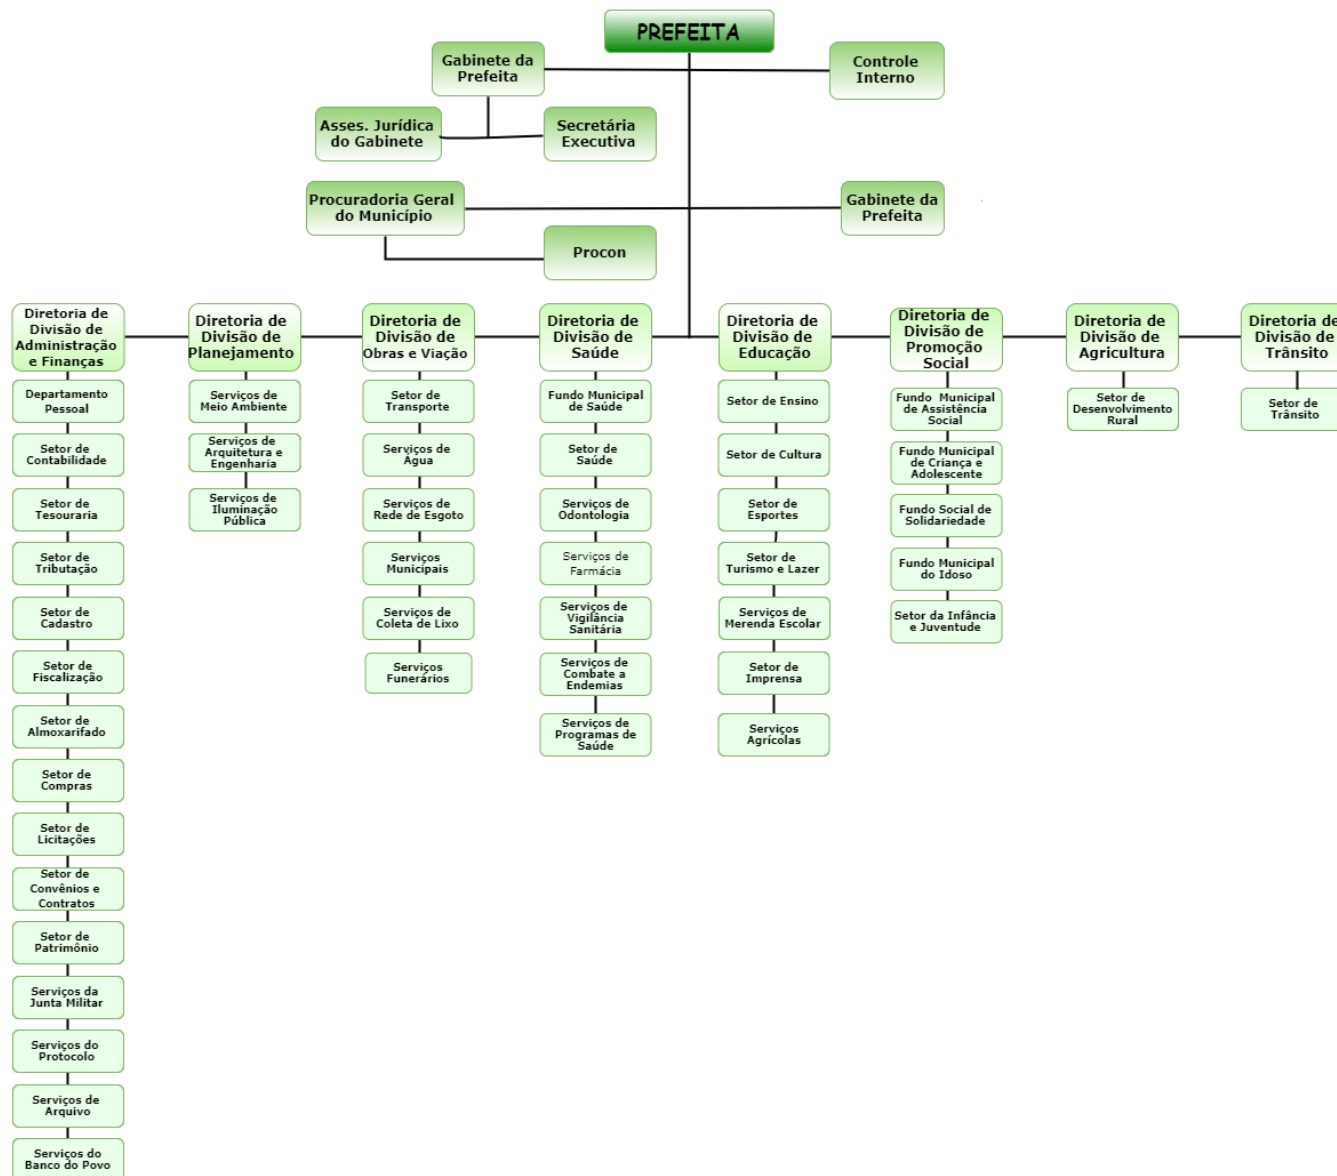 PREFEITA
Gabinete da
Prefeita
Controle
Interno
Asses. Jurídica
do Gabinete
Secretária
Executiva
Procuradoria Geral
do Município
Gabinete da
Prefeita
Procon
Diretoria de
Divisão de
Administração
e Finanças
Departamento
Pessoal
Setor de
Contabilidade
Setor de
Tesouraria
Setor de
Tributação
Setor de
Cadastro
Setor de
Fiscalização
Setor de
Almoxarifado
Setor de
Compras
Setor de
Licitações
Setor de
Convênios e
Contratos
Setor de
Patrimônio
Serviços da
Junta Militar
Serviços do
Protocolo
Serviços de
Arquivo
Serviços do
Banco do Povo
Diretoria de
Divisão de
Planejamento
Serviços de
Meio Ambiente
Serviços de
Arquitetura e
Engenharia
Serviços de
Iluminação
Pública
Diretoria de
Divisão de
Obras e Viação
Setor de
Transporte
Serviços de
Água
Serviços de
Rede de Esgoto
Serviços
Municipais
Serviços de
Coleta de Lixo
Serviços
Funerários
Diretoria de
Divisão de
Saúde
Fundo Municipal
de Saúde
Setor de
Saúde
Serviços de
Odontologia
Serviços de
Farmácia
Serviços de
Vigilância
Sanitária
Serviços de
Combate a
Endemias
Serviços de
Programas de
Saúde
Diretoria de
Divisão de
Educação
Setor de Ensino
Setor de Cultura
Setor de
Esportes
Setor de
Turismo e Lazer
Serviços de
Merenda Escolar
Setor de
Imprensa
Serviços
Agrícolas
Diretoria de
Divisão de
Promoção
Social
Fundo Municipal
de Assistência
Social
Fundo Municipal
de Criança e
Adolescente
Fundo Social de
Solidariedade
Fundo Municipal
do Idoso
Setor da Infância
e Juventude
Diretoria de
Divisão de
Agricultura
Setor de
Desenvolvimento
Rural
Diretoria de
Divisão de
Trânsito
Setor de
Trânsito